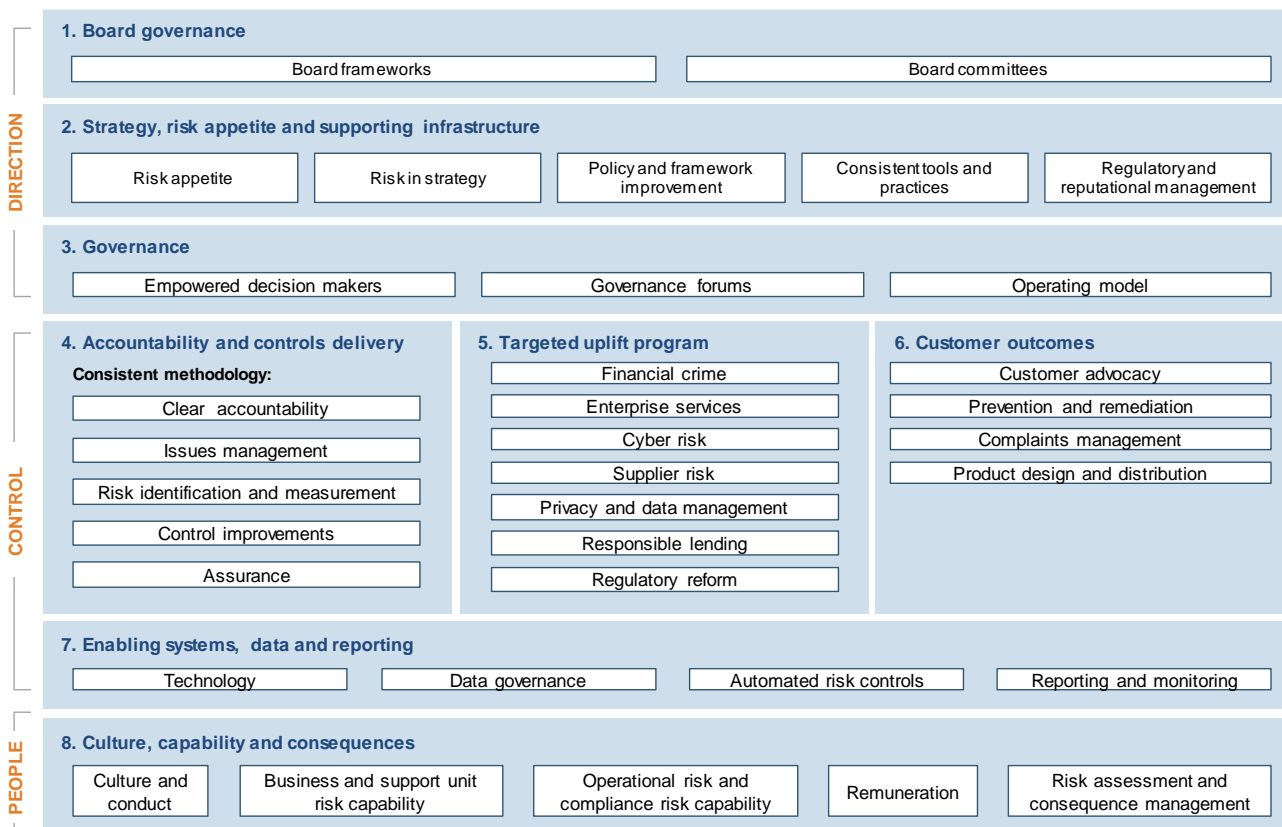 DIRECTION
1. Board governance
Board frameworks
Board committees
2. Strategy, risk appetite and supporting infrastructure
Risk appetite
Risk in strategy
Policy and framework
improvement
Consistent tools and
practices
Regulatory and
reputational management
3. Governance
Empowered decision makers
Governance forums
Operating model
CONTROL
4. Accountability and controls delivery
Consistent methodology:
Clear accountability
Issues management
Risk identification and measurement
Control improvements
Assurance
5. Targeted uplift program
Financial crime
Enterprise services
Cyber risk
Supplier risk
Privacy and data management
Responsible lending
Regulatory reform
6. Customer outcomes
Customer advocacy
Prevention and remediation
Complaints management
Product design and distribution
7. Enabling systems, data and reporting
Technology
Data governance
Automated risk controls
Reporting and monitoring
PEOPLE
8. Culture, capability and consequences
Culture and
conduct
Business and support unit
risk capability
Operational risk and
compliance risk capability
Remuneration
Risk assessment and
consequence management